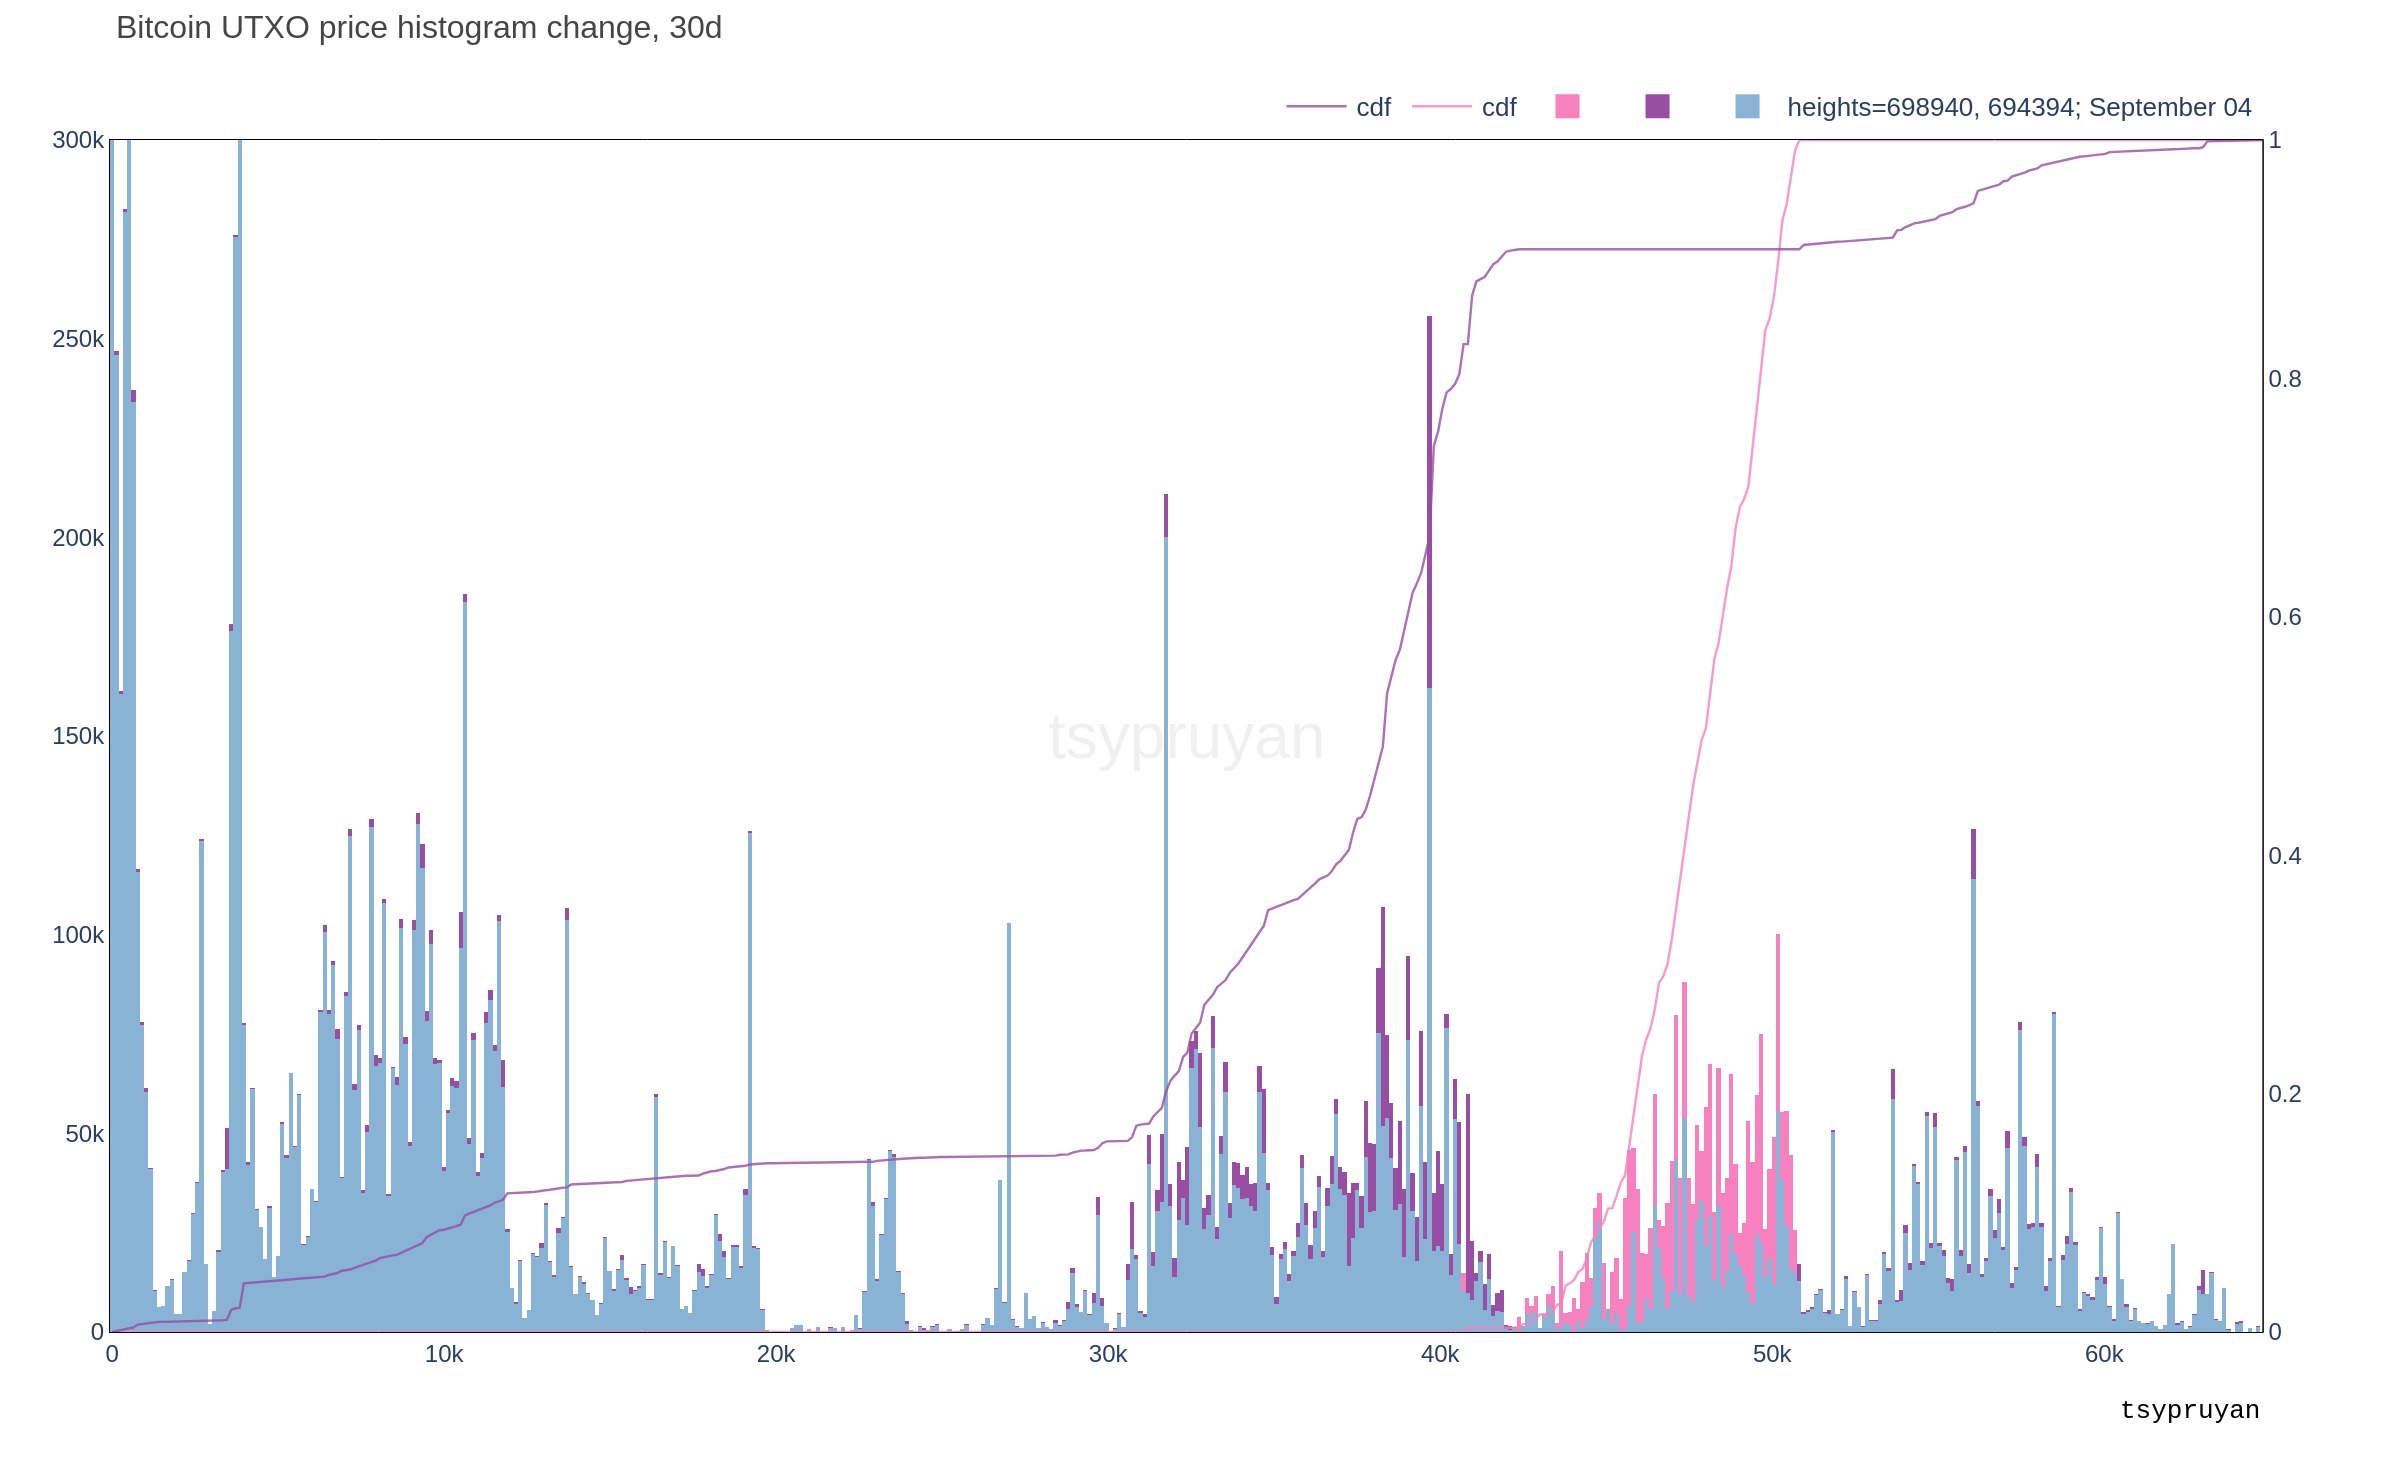 Bitcoin UTXO price histogram change, 30d
cdf cdf heights=698940, 694394; September 04
300k
250k
200k
150k
100k
50k
0
1
0.8
0.6
0.4
0.2
0
tsypruyan
0 10k 20k 30k 40k 50k 60k
tsypruyan